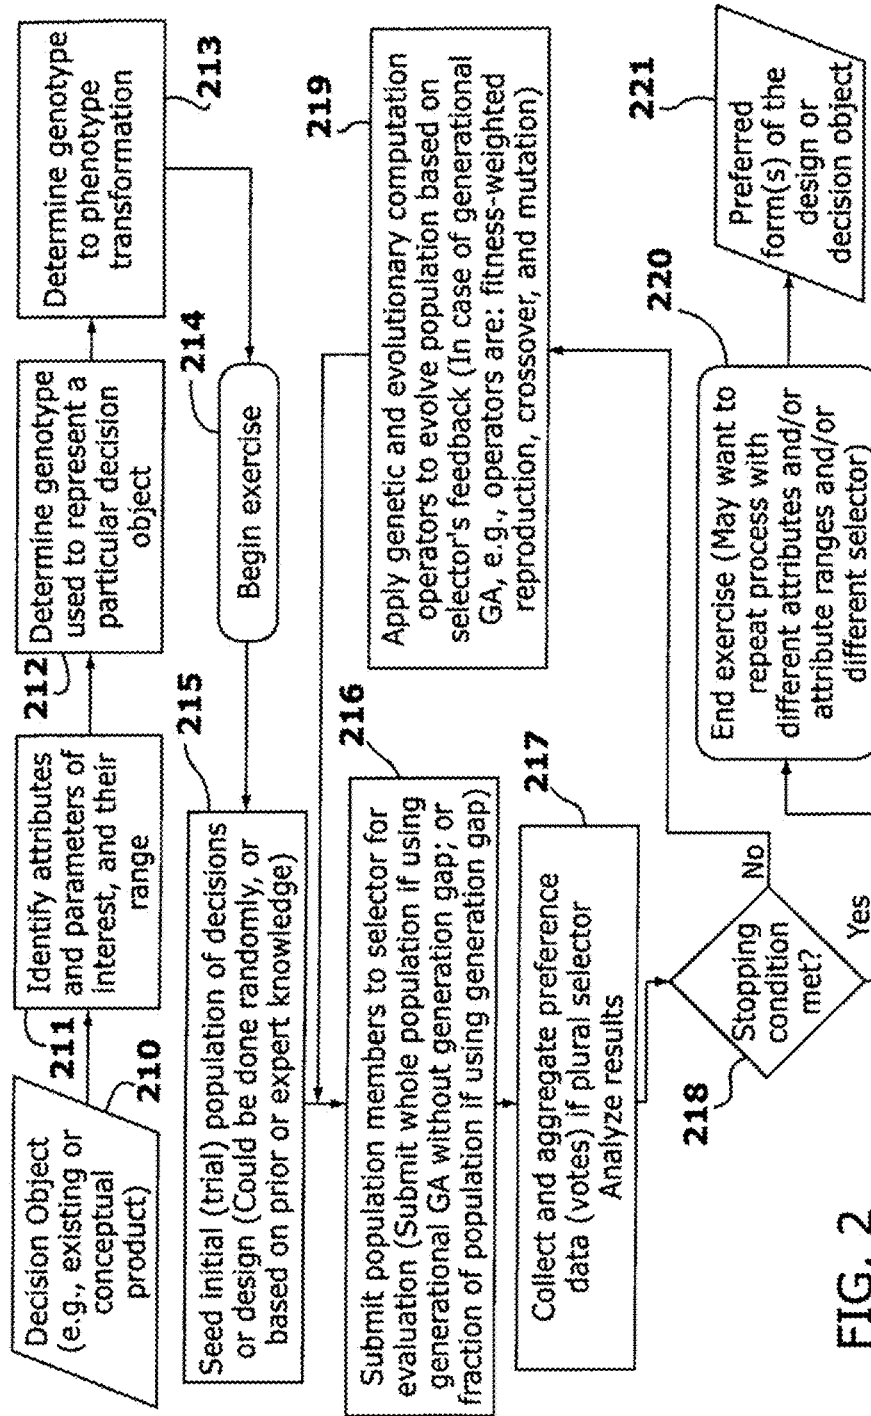 Decision Object
(e.g., existing or
conceptual
product)
210
211
Identify attributes
and parameters of
interest, and their
range
212
Determine genotype
used to represent a
particular decision
object
Determine genotype
to phenotype
transformation
213
214
Begin exercise
215
Seed initial (trial) population of decisions
or design (Could be done randomly, or
based on prior or expert knowledge)
216
Submit population members to selector for
evaluation (Submit whole population if using
generational GA without generation gap; or
fraction of population if using generation gap)
217
Collect and aggregate preference
data (votes) if plural selector
Analyze results
218
Stopping
condition
met?
No
Yes
219
Apply genetic and evolutionary computation
operators to evolve population based on
selector's feedback (In case of generational
GA, e.g., operators are: fitness-weighted
reproduction, crossover, and mutation)
220
End exercise (May want to
repeat process with
different attributes and/or
attribute ranges and/or
different selector)
221
Preferred
form(s) of the
design or
decision object
FIG. 2